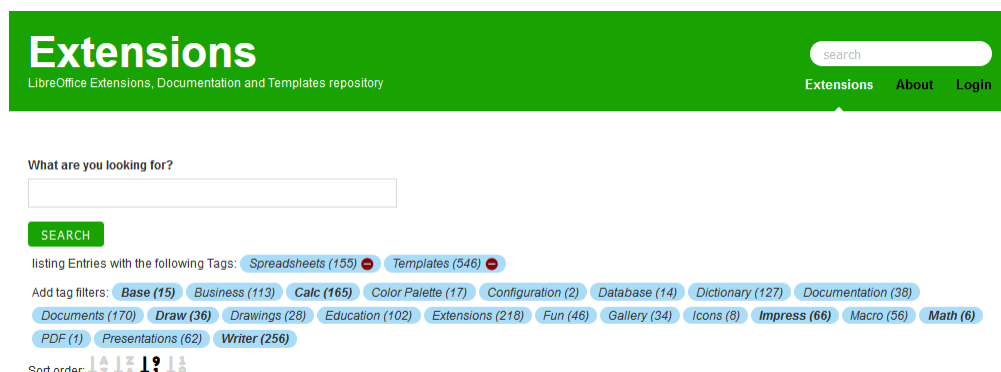 Extensions
LibreOffice Extensions, Documentation and Templates repository
search
Extensions About Login
What are you looking for?
SEARCH
listing Entries with the following Tags: Spreadsheets (155) Templates (546)
Add tag filters: Base (15) Business (113) Calc (165) Color Palette (17) Configuration (2) Database (14) Dictionary (127) Documentation (38)
Documents (170) Draw (36) Drawings (28) Education (102) Extensions (218) Fun (46) Gallery (34) Icons (8) Impress (66) Macro (56) Math (6)
PDF (1) Presentations (62) Writer (256)
Sort order: